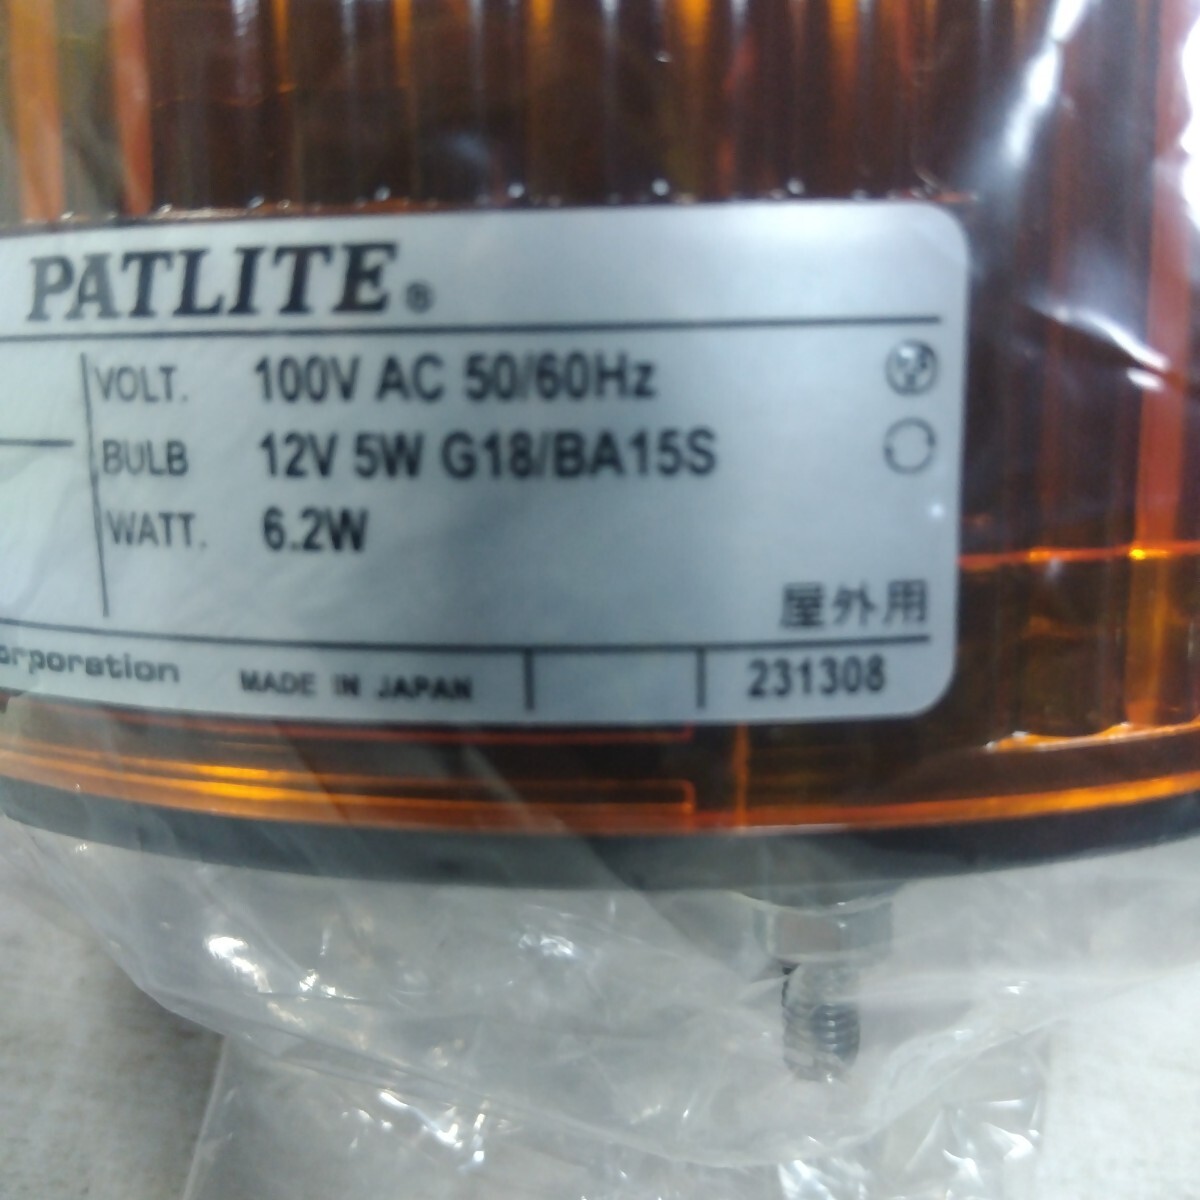 PATLITE®
VOLT. 100V AC 50/60Hz
BULB 12V 5W G18/BA15S
WATT. 6.2W
屋外用
orporation MADE IN JAPAN 231308